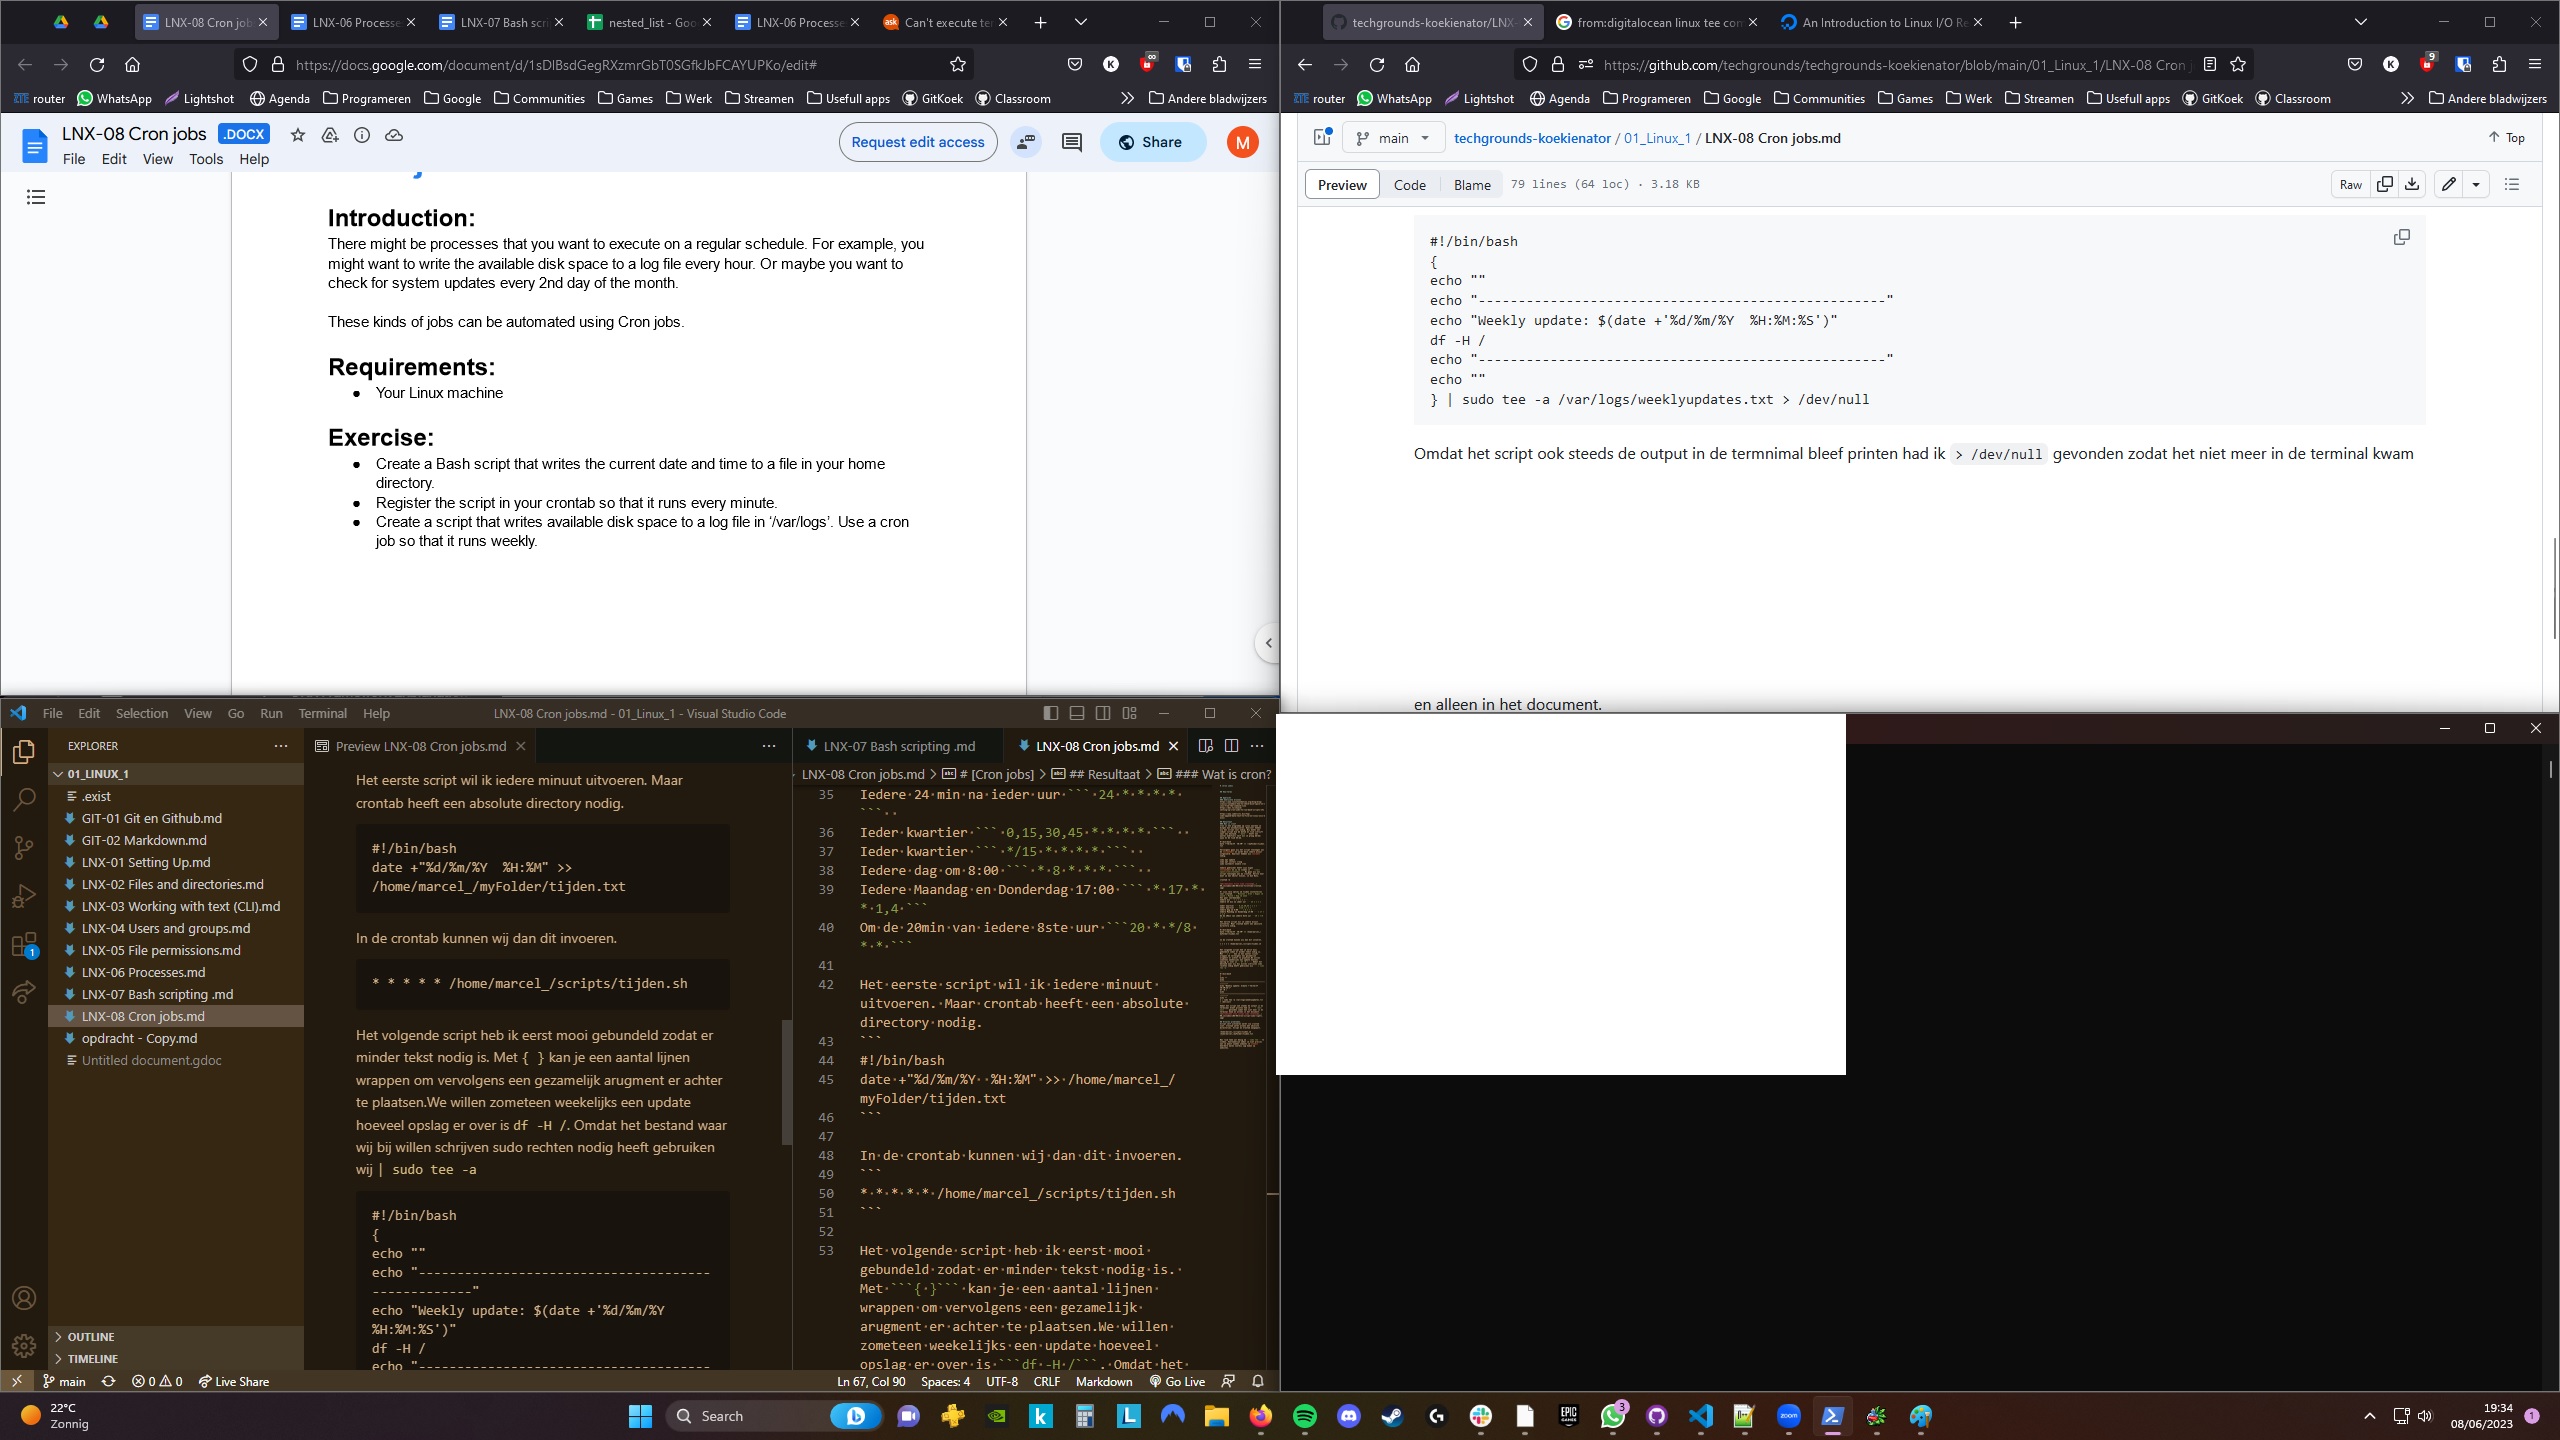 LNX-08 Cron job
LNX-06 Processe
LNX-07 Bash scri
nested_list - Goo
LNX-06 Processe
Can't execute te
https://docs.google.com/document/d/1sDlBsdGegRXzmrGbT0SGfkJbFCAYUPKo/edit#
router WhatsApp Lightshot Agenda Programeren Google Communities Games Werk Streamen Usefull apps GitKoek Classroom Andere bladwijzers
LNX-08 Cron jobs .DOCX
File Edit View Tools Help
Request edit access
Share
M
Introduction:
There might be processes that you want to execute on a regular schedule. For example, you
might want to write the available disk space to a log file every hour. Or maybe you want to
check for system updates every 2nd day of the month.
These kinds of jobs can be automated using Cron jobs.
Requirements:
● Your Linux machine
Exercise:
● Create a Bash script that writes the current date and time to a file in your home
directory.
● Register the script in your crontab so that it runs every minute.
● Create a script that writes available disk space to a log file in ‘/var/logs’. Use a cron
job so that it runs weekly.
techgrounds-koekienator/LNX-
from:digitalocean linux tee com
An Introduction to Linux I/O Re
https://github.com/techgrounds/techgrounds-koekienator/blob/main/01_Linux_1/LNX-08 Cron j
9
router WhatsApp Lightshot Agenda Programeren Google Communities Games Werk Streamen Usefull apps GitKoek Classroom Andere bladwijzers
main
techgrounds-koekienator / 01_Linux_1 / LNX-08 Cron jobs.md
Top
Preview Code Blame 79 lines (64 loc) · 3.18 KB
Raw
#!/bin/bash
{
echo ""
echo "---------------------------------------------------"
echo "Weekly update: $(date +'%d/%m/%Y  %H:%M:%S')"
df -H /
echo "---------------------------------------------------"
echo ""
} | sudo tee -a /var/logs/weeklyupdates.txt > /dev/null
Omdat het script ook steeds de output in de termnimal bleef printen had ik > /dev/null gevonden zodat het niet meer in de terminal kwam
en alleen in het document.
File Edit Selection View Go Run Terminal Help
LNX-08 Cron jobs.md - 01_Linux_1 - Visual Studio Code
EXPLORER
01_LINUX_1
.exist
GIT-01 Git en Github.md
GIT-02 Markdown.md
LNX-01 Setting Up.md
LNX-02 Files and directories.md
LNX-03 Working with text (CLI).md
LNX-04 Users and groups.md
LNX-05 File permissions.md
LNX-06 Processes.md
LNX-07 Bash scripting .md
LNX-08 Cron jobs.md
opdracht - Copy.md
Untitled document.gdoc
1
OUTLINE
TIMELINE
Preview LNX-08 Cron jobs.md
Het eerste script wil ik iedere minuut uitvoeren. Maar
crontab heeft een absolute directory nodig.
#!/bin/bash
date +"%d/%m/%Y  %H:%M" >>
/home/marcel_/myFolder/tijden.txt
In de crontab kunnen wij dan dit invoeren.
* * * * * /home/marcel_/scripts/tijden.sh
Het volgende script heb ik eerst mooi gebundeld zodat er
minder tekst nodig is. Met { } kan je een aantal lijnen
wrappen om vervolgens een gezamelijk arugment er achter
te plaatsen.We willen zometeen weekelijks een update
hoeveel opslag er over is df -H /. Omdat het bestand waar
wij bij willen schrijven sudo rechten nodig heeft gebruiken
wij | sudo tee -a
#!/bin/bash
{
echo ""
echo "-------------------------------------
-------------"
echo "Weekly update: $(date +'%d/%m/%Y
%H:%M:%S')"
df -H /
echo "-------------------------------------
LNX-07 Bash scripting .md
LNX-08 Cron jobs.md
LNX-08 Cron jobs.md > # [Cron jobs] > ## Resultaat > ### Wat is cron?
35 Iedere·24·min·na·ieder·uur·```·24·*·*·*·*·
```··
36 Ieder·kwartier·```·0,15,30,45·*·*·*·*·```··
37 Ieder·kwartier·```·*/15·*·*·*·*·```··
38 Iedere·dag·om·8:00·```·*·8·*·*·*·```··
39 Iedere·Maandag·en·Donderdag·17:00·```·*·17·*·
*·1,4·```
40 Om·de·20min·van·iedere·8ste·uur·```20·*·*/8·
*·*·```
41
42 Het·eerste·script·wil·ik·iedere·minuut·
uitvoeren.·Maar·crontab·heeft·een·absolute·
directory·nodig.
43 ```
44 #!/bin/bash
45 date·+"%d/%m/%Y··%H:%M"·>>·/home/marcel_/
myFolder/tijden.txt
46 ```
47
48 In·de·crontab·kunnen·wij·dan·dit·invoeren.
49 ```
50 *·*·*·*·*·/home/marcel_/scripts/tijden.sh
51 ```
52
53 Het·volgende·script·heb·ik·eerst·mooi·
gebundeld·zodat·er·minder·tekst·nodig·is.·
Met·```{·}```·kan·je·een·aantal·lijnen·
wrappen·om·vervolgens·een·gezamelijk·
arugment·er·achter·te·plaatsen.We·willen·
zometeen·weekelijks·een·update·hoeveel·
opslag·er·over·is·```df·-H·/```.·Omdat·het·
main 0 0 Live Share
Ln 67, Col 90 Spaces: 4 UTF-8 CRLF Markdown Go Live
22°C
Zonnig
Search
3
zoom
19:34
08/06/2023
1